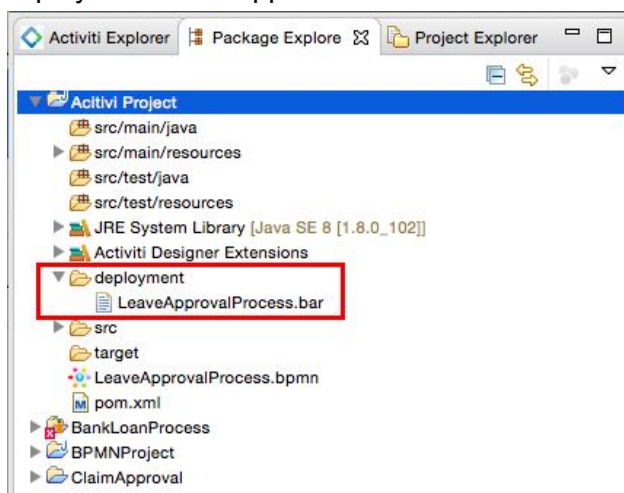 Activiti Explorer Package Explore Project Explorer
Acitivi Project
src/main/java
src/main/resources
src/test/java
src/test/resources
JRE System Library [Java SE 8 [1.8.0_102]]
Activiti Designer Extensions
deployment
LeaveApprovalProcess.bar
src
target
LeaveApprovalProcess.bpmn
M pom.xml
BankLoanProcess
BPMNProject
ClaimApproval